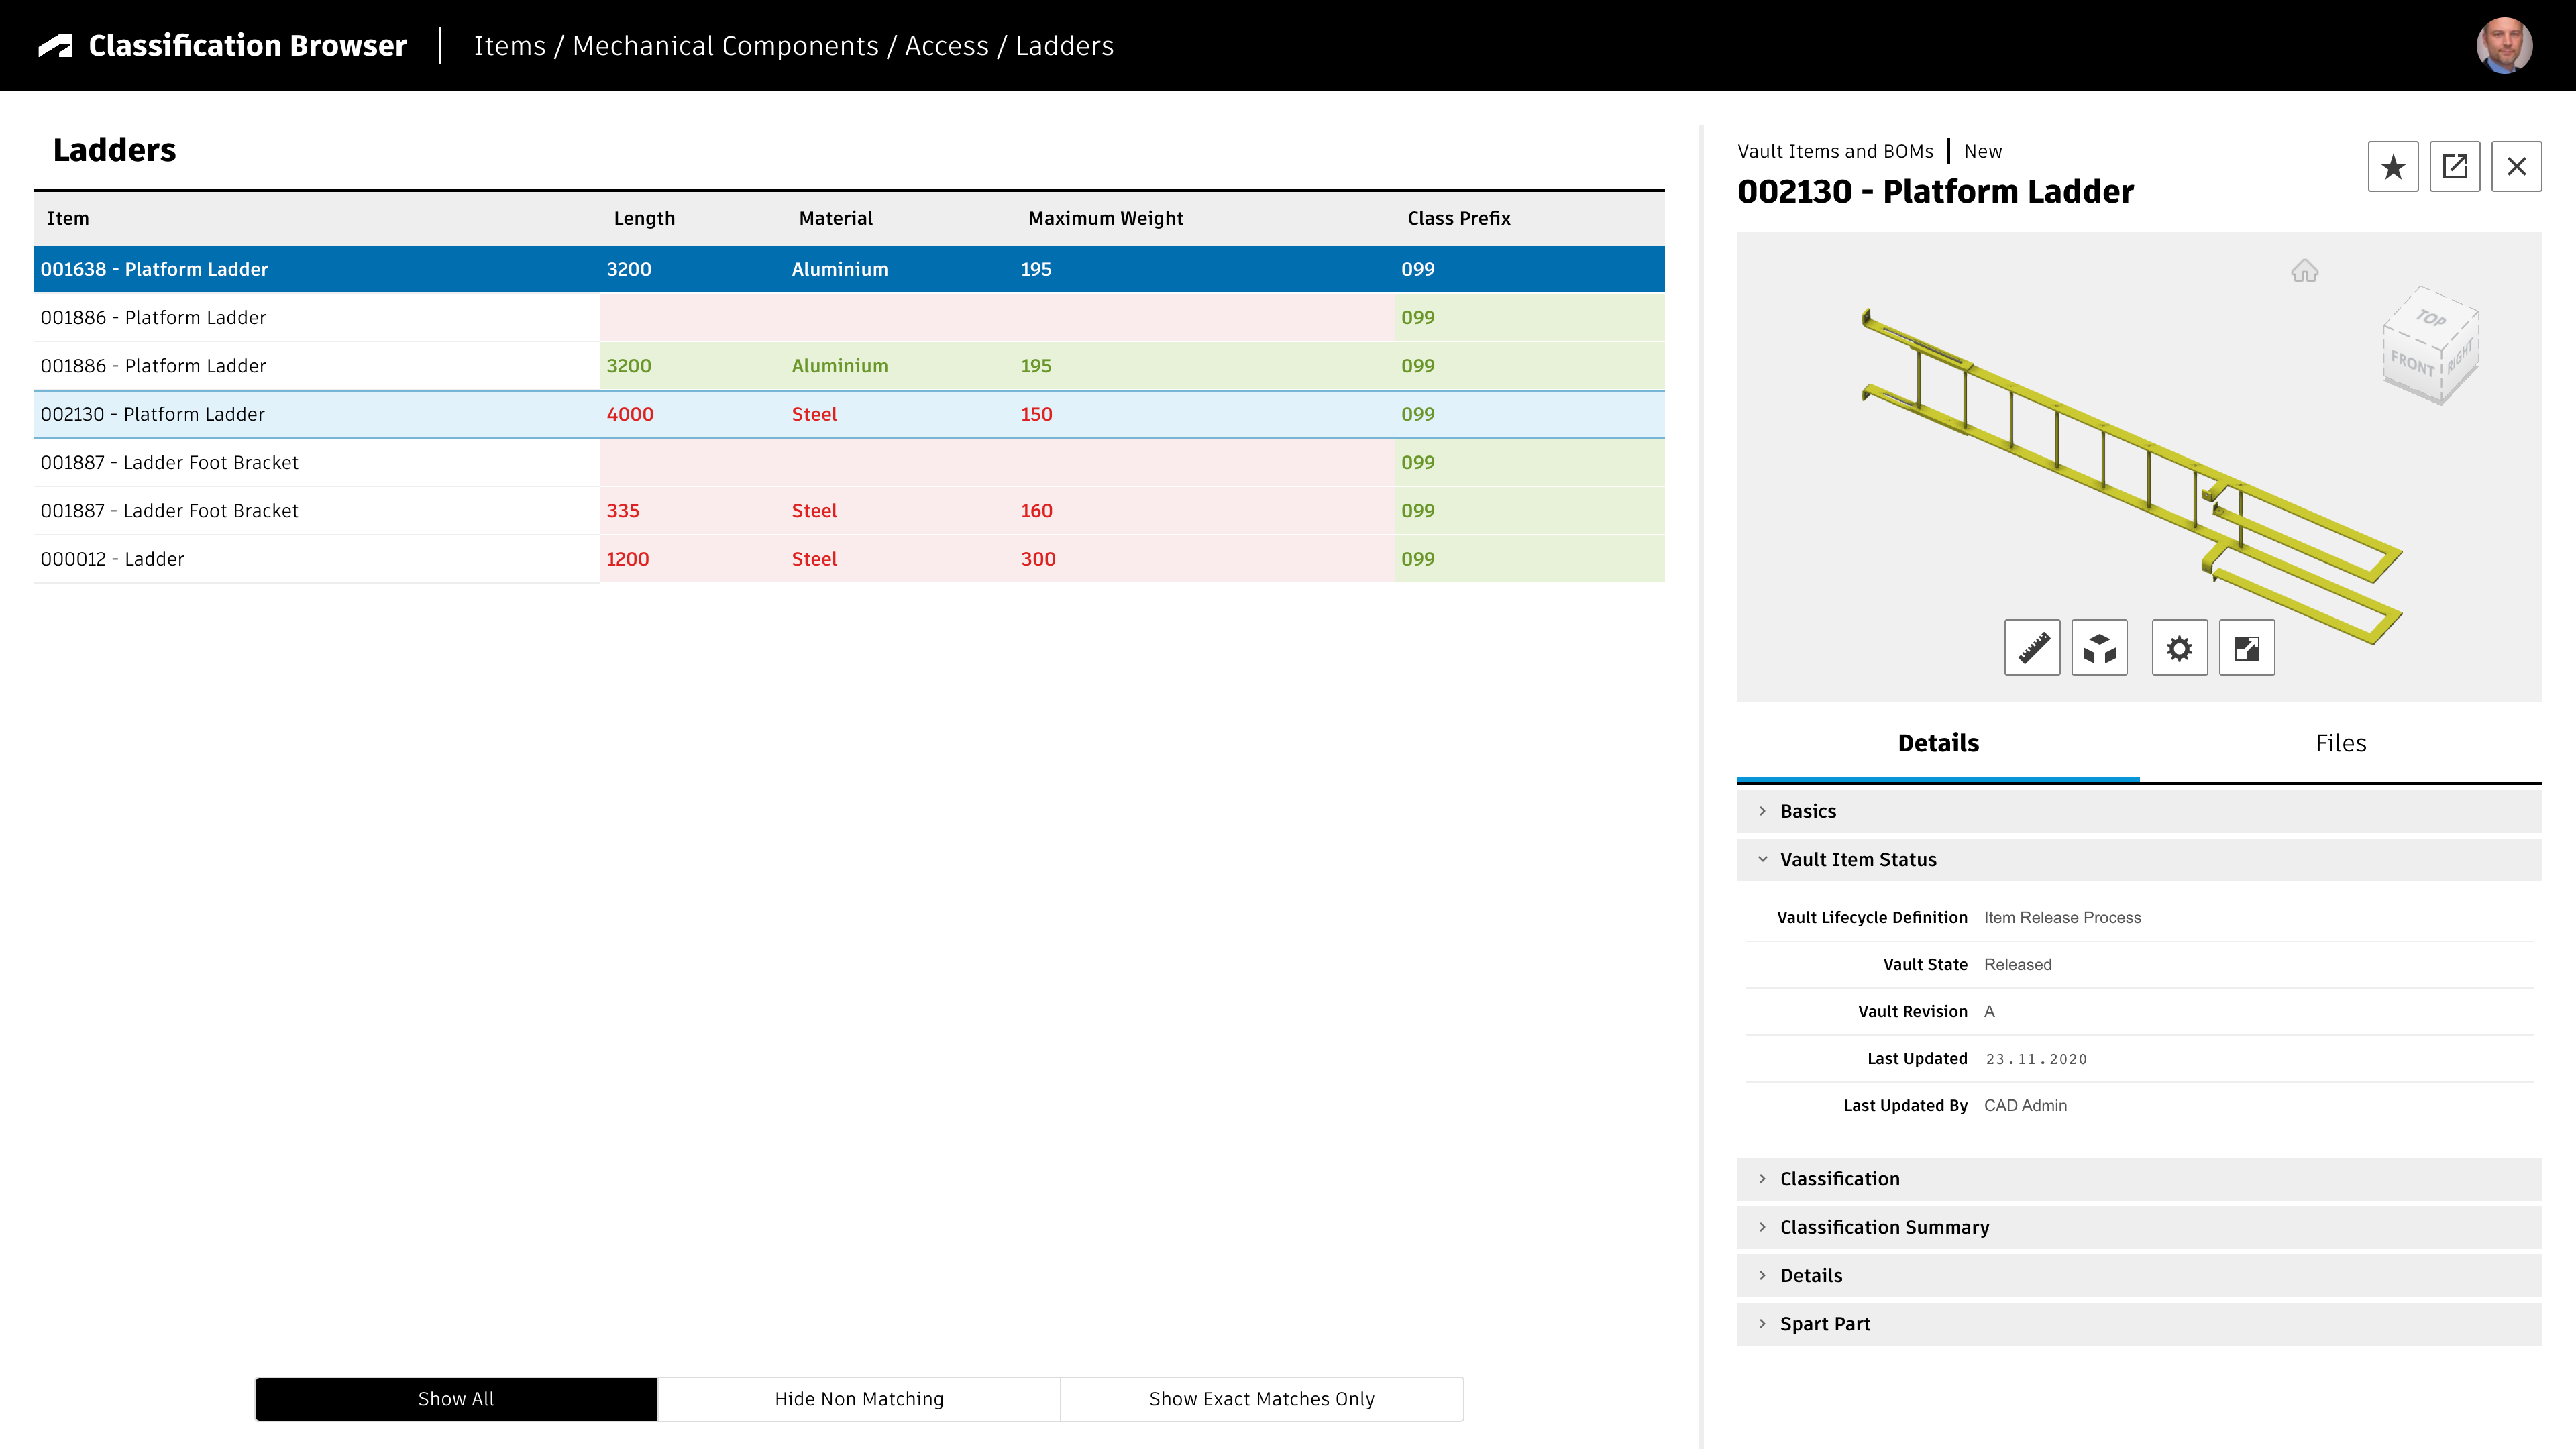 Classification Browser
Items / Mechanical Components / Access / Ladders
Ladders
Item Length Material Maximum Weight Class Prefix
001638 - Platform Ladder 3200 Aluminium 195 099
001886 - Platform Ladder 099
001886 - Platform Ladder 3200 Aluminium 195 099
002130 - Platform Ladder 4000 Steel 150 099
001887 - Ladder Foot Bracket 099
001887 - Ladder Foot Bracket 335 Steel 160 099
000012 - Ladder 1200 Steel 300 099
Show All Hide Non Matching Show Exact Matches Only
Vault Items and BOMs | New
002130 - Platform Ladder
TOP
FRONT RIGHT
Details Files
Basics
Vault Item Status
Vault Lifecycle Definition Item Release Process
Vault State Released
Vault Revision A
Last Updated 23.11.2020
Last Updated By CAD Admin
Classification
Classification Summary
Details
Spart Part